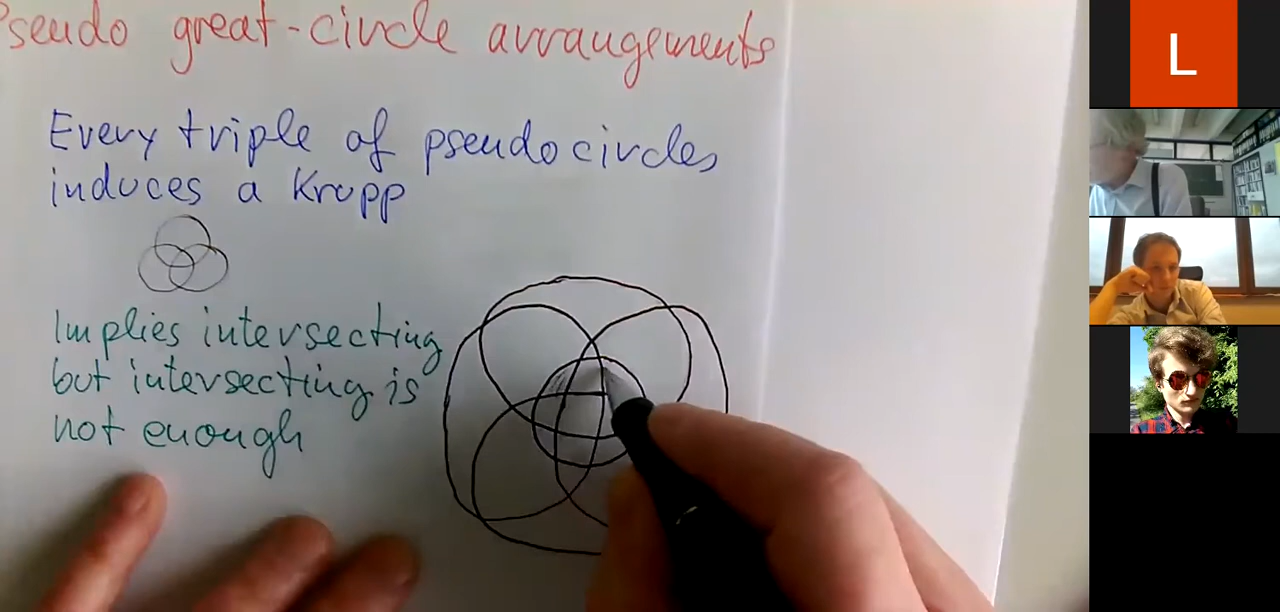 Pseudo great-circle arrangements
Every triple of pseudocircles
induces a Krupp
Implies intersecting
but intersecting is
not enough
L